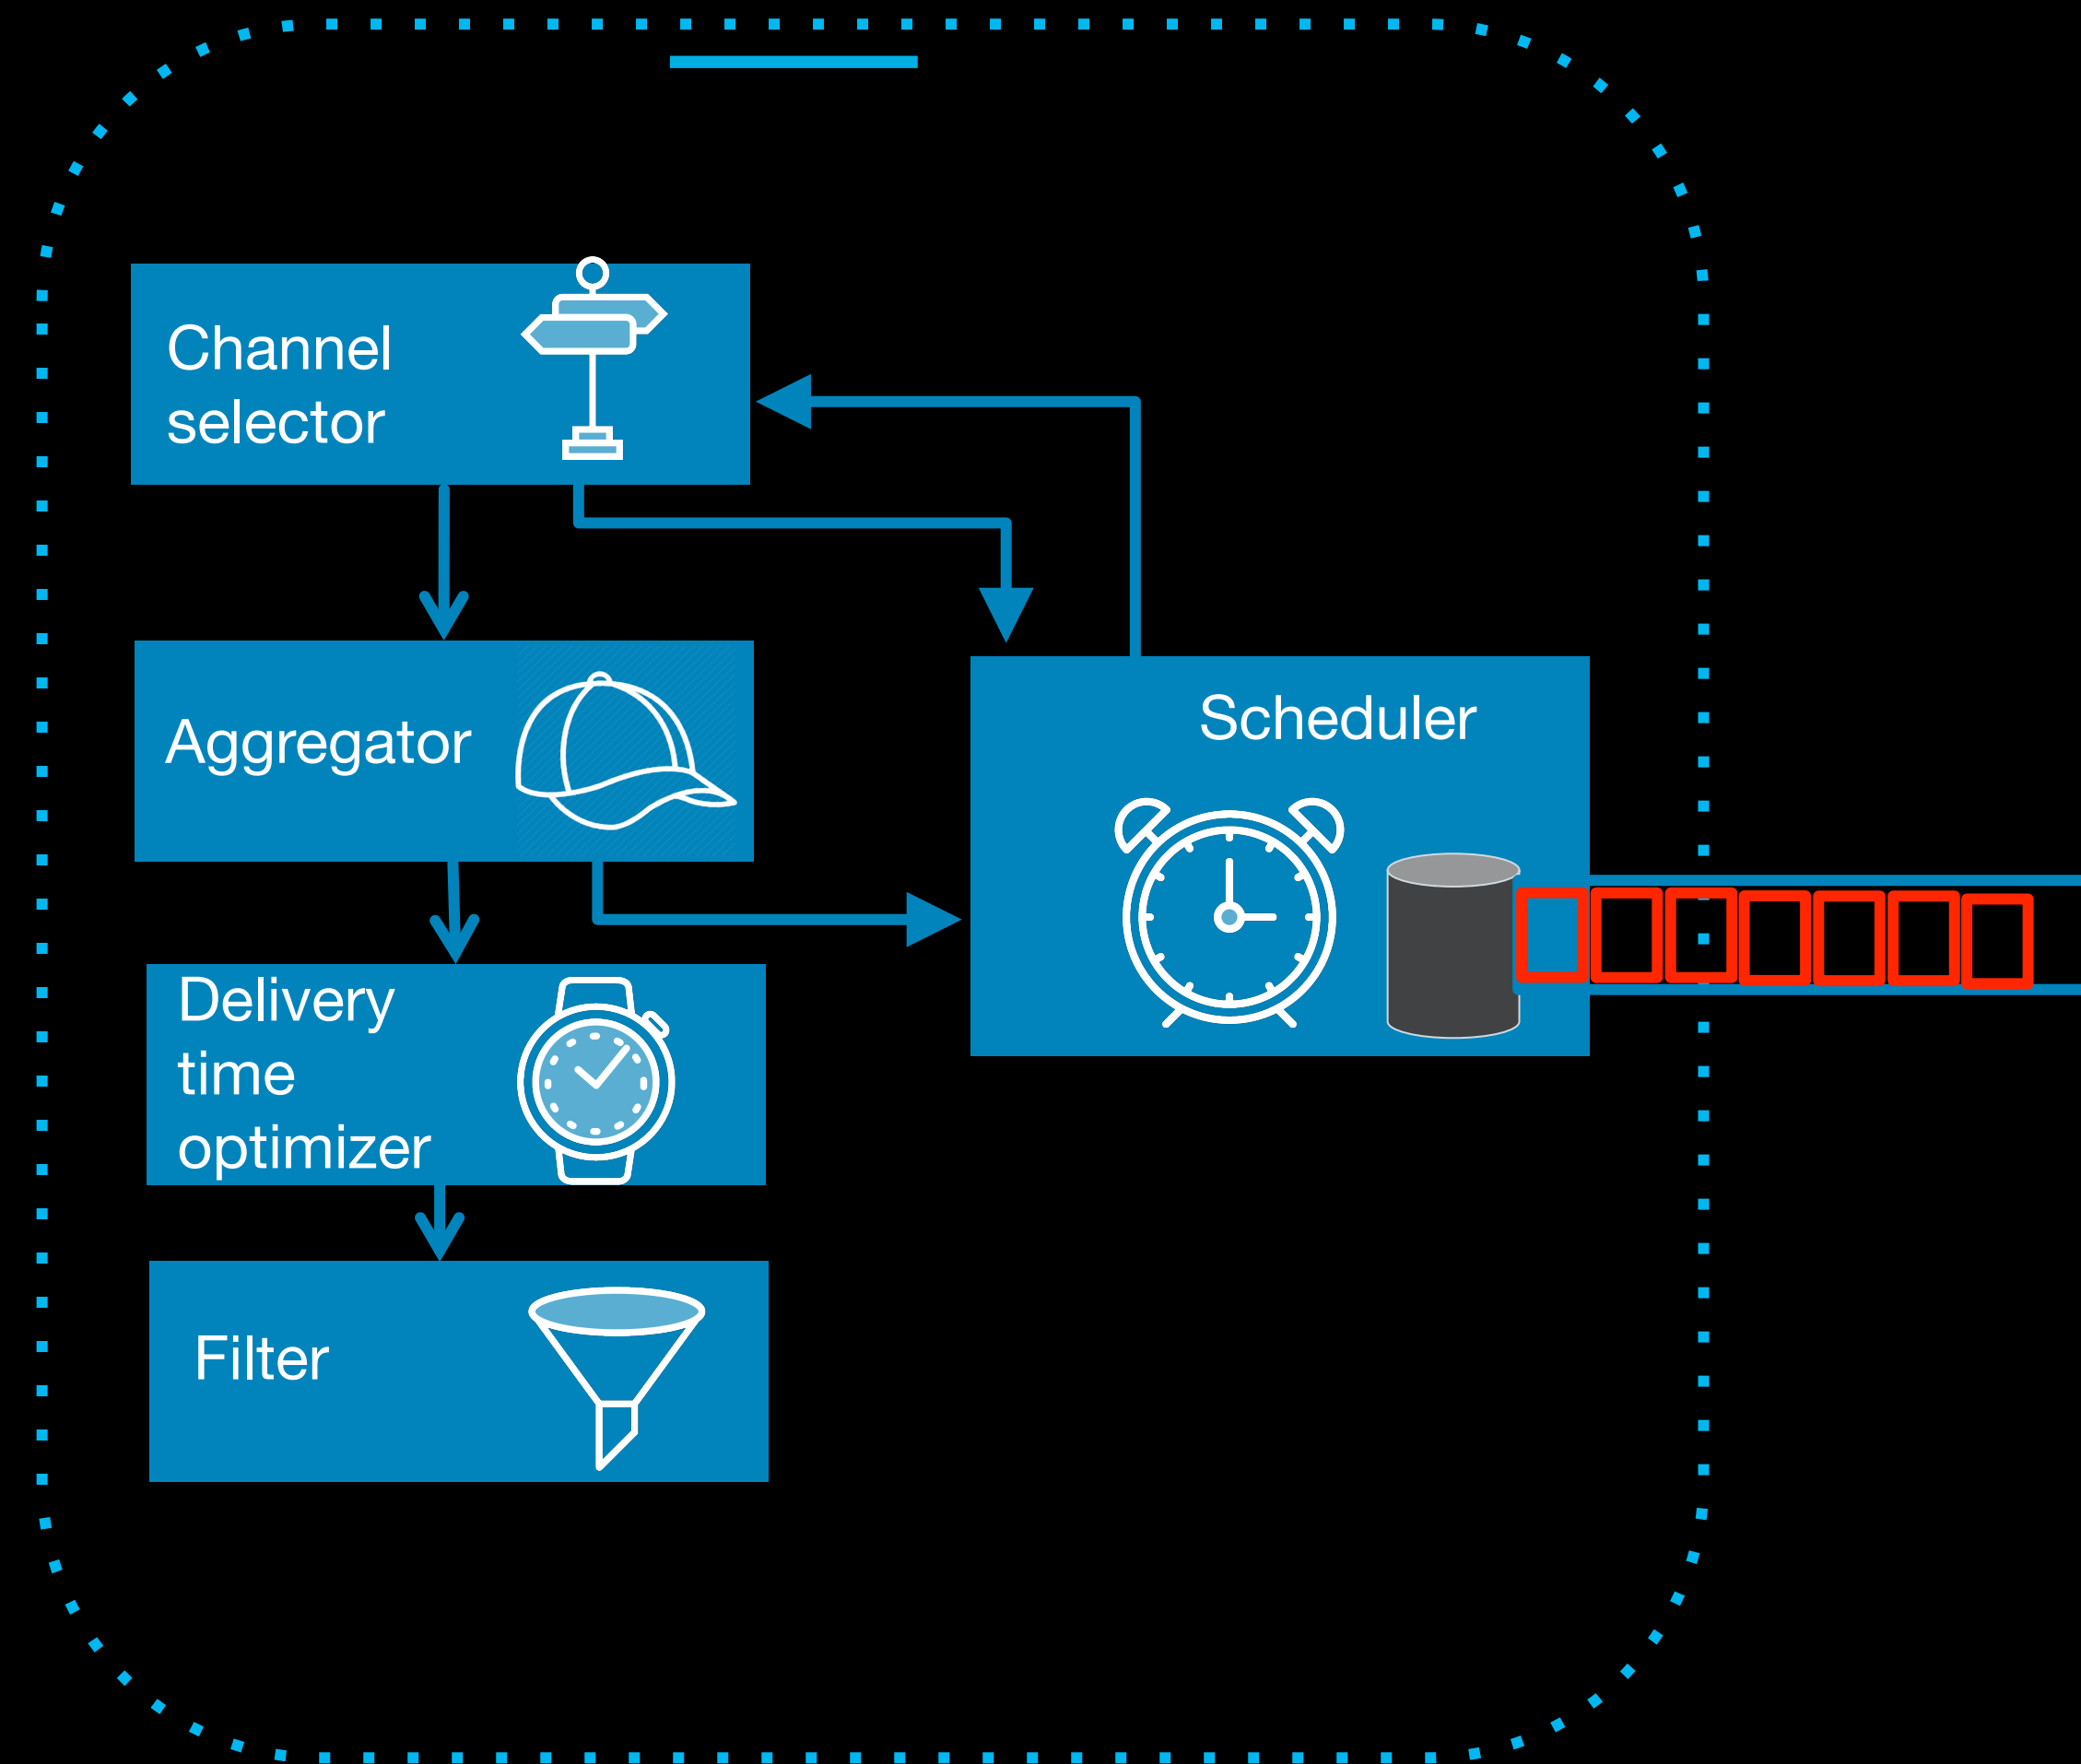 Channel
selector
Aggregator
Scheduler
Delivery
time
optimizer
Filter